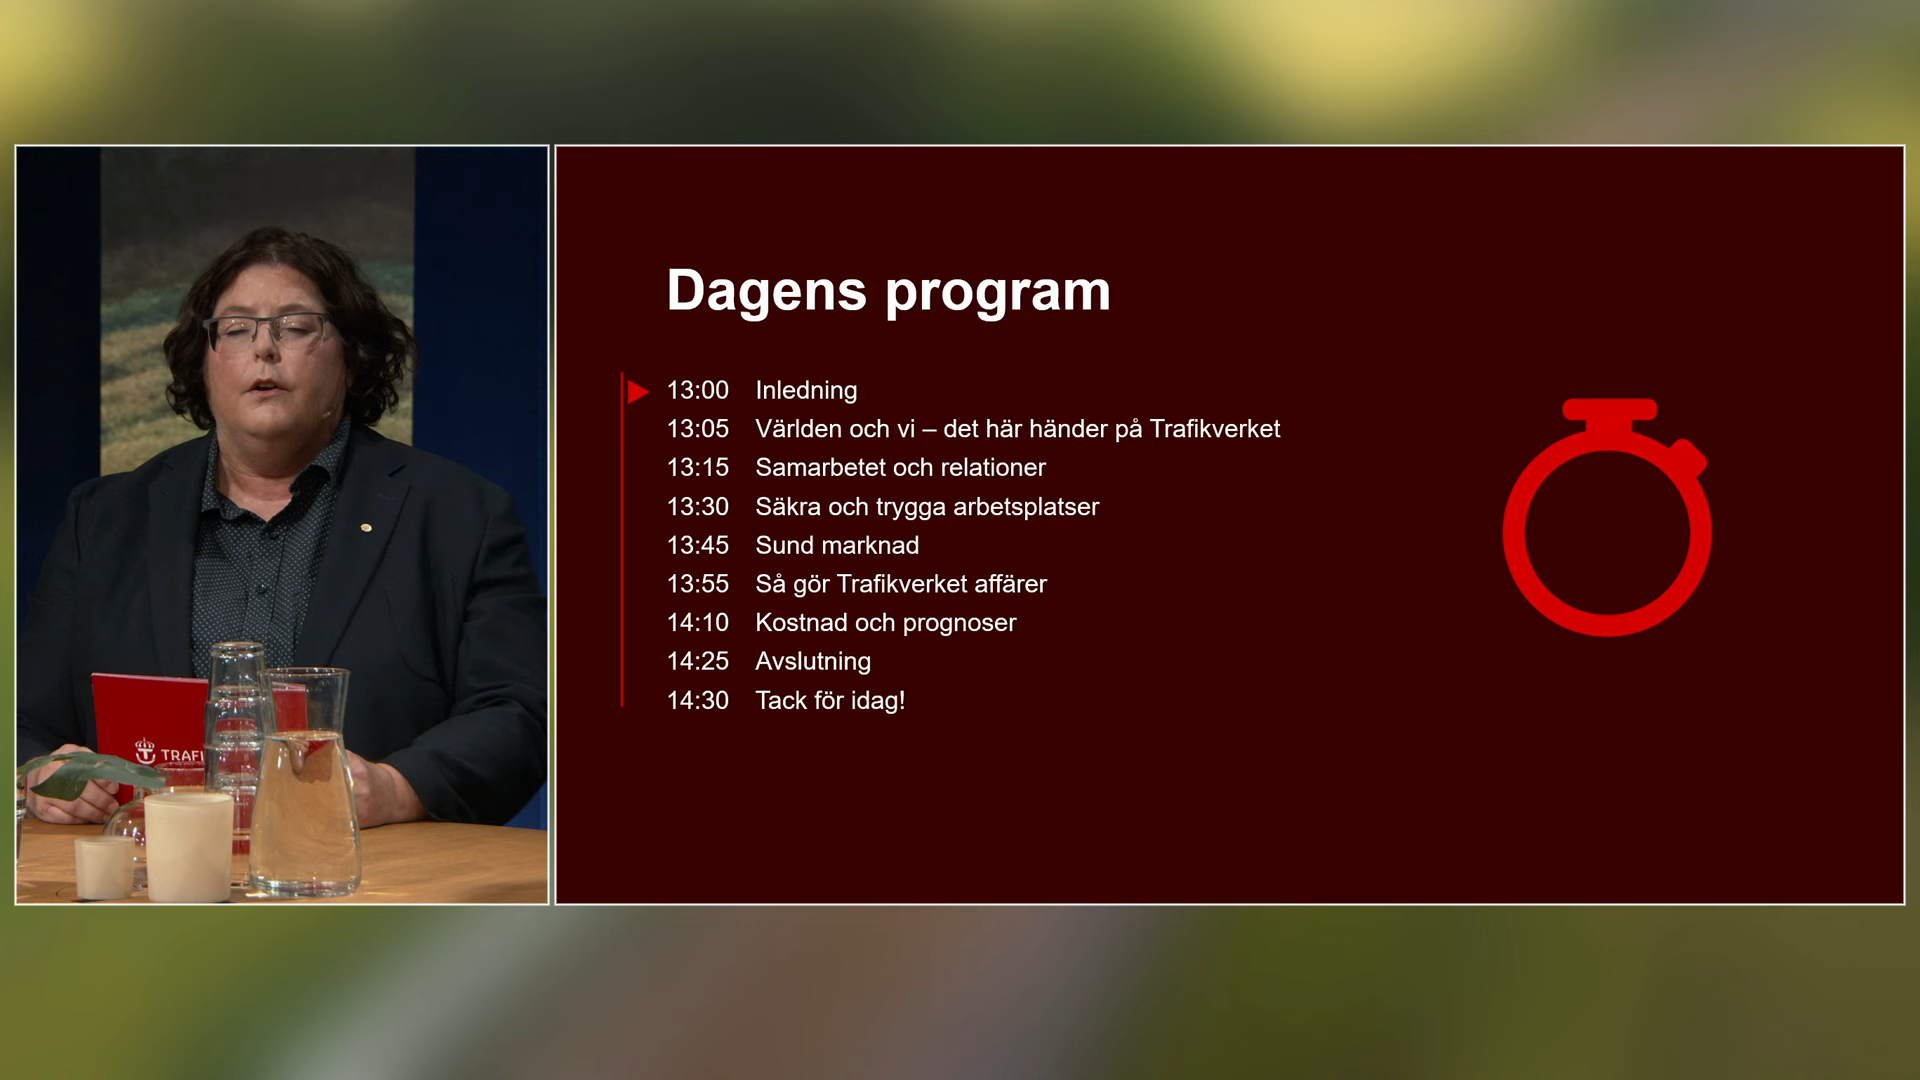 Dagens program
13:00 Inledning
13:05 Världen och vi – det här händer på Trafikverket
13:15 Samarbetet och relationer
13:30 Säkra och trygga arbetsplatser
13:45 Sund marknad
13:55 Så gör Trafikverket affärer
14:10 Kostnad och prognoser
14:25 Avslutning
14:30 Tack för idag!
TRAFI